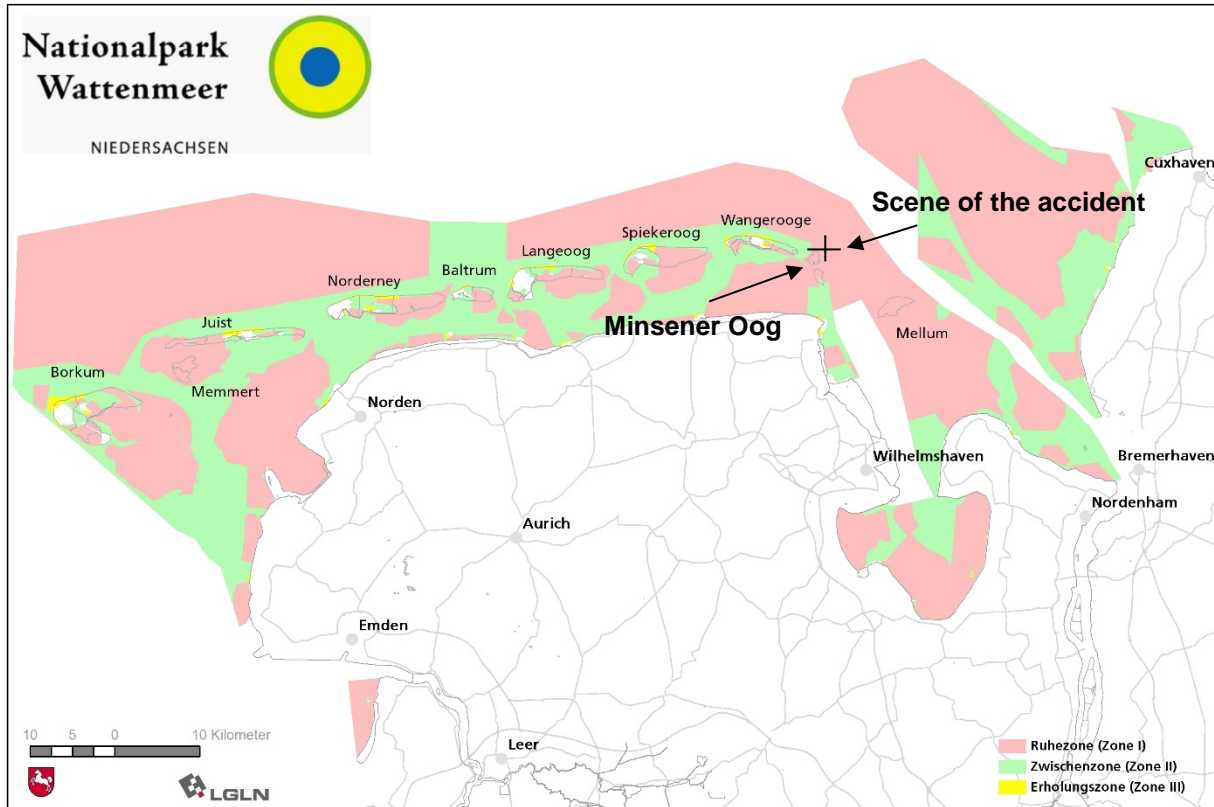 Nationalpark
Wattenmeer
NIEDERSACHSEN
Cuxhaven
Scene of the accident
Wangerooge
Spiekeroog
Langeoog
Baltrum
Norderney
Minsener Oog
Juist
Mellum
Borkum
Memmert
Norden
Wilhelmshaven
Bremerhaven
Nordenham
Aurich
Emden
10 5 0 10 Kilometer
Leer
LGLN
Ruhezone (Zone I)
Zwischenzone (Zone II)
Erholungszone (Zone III)